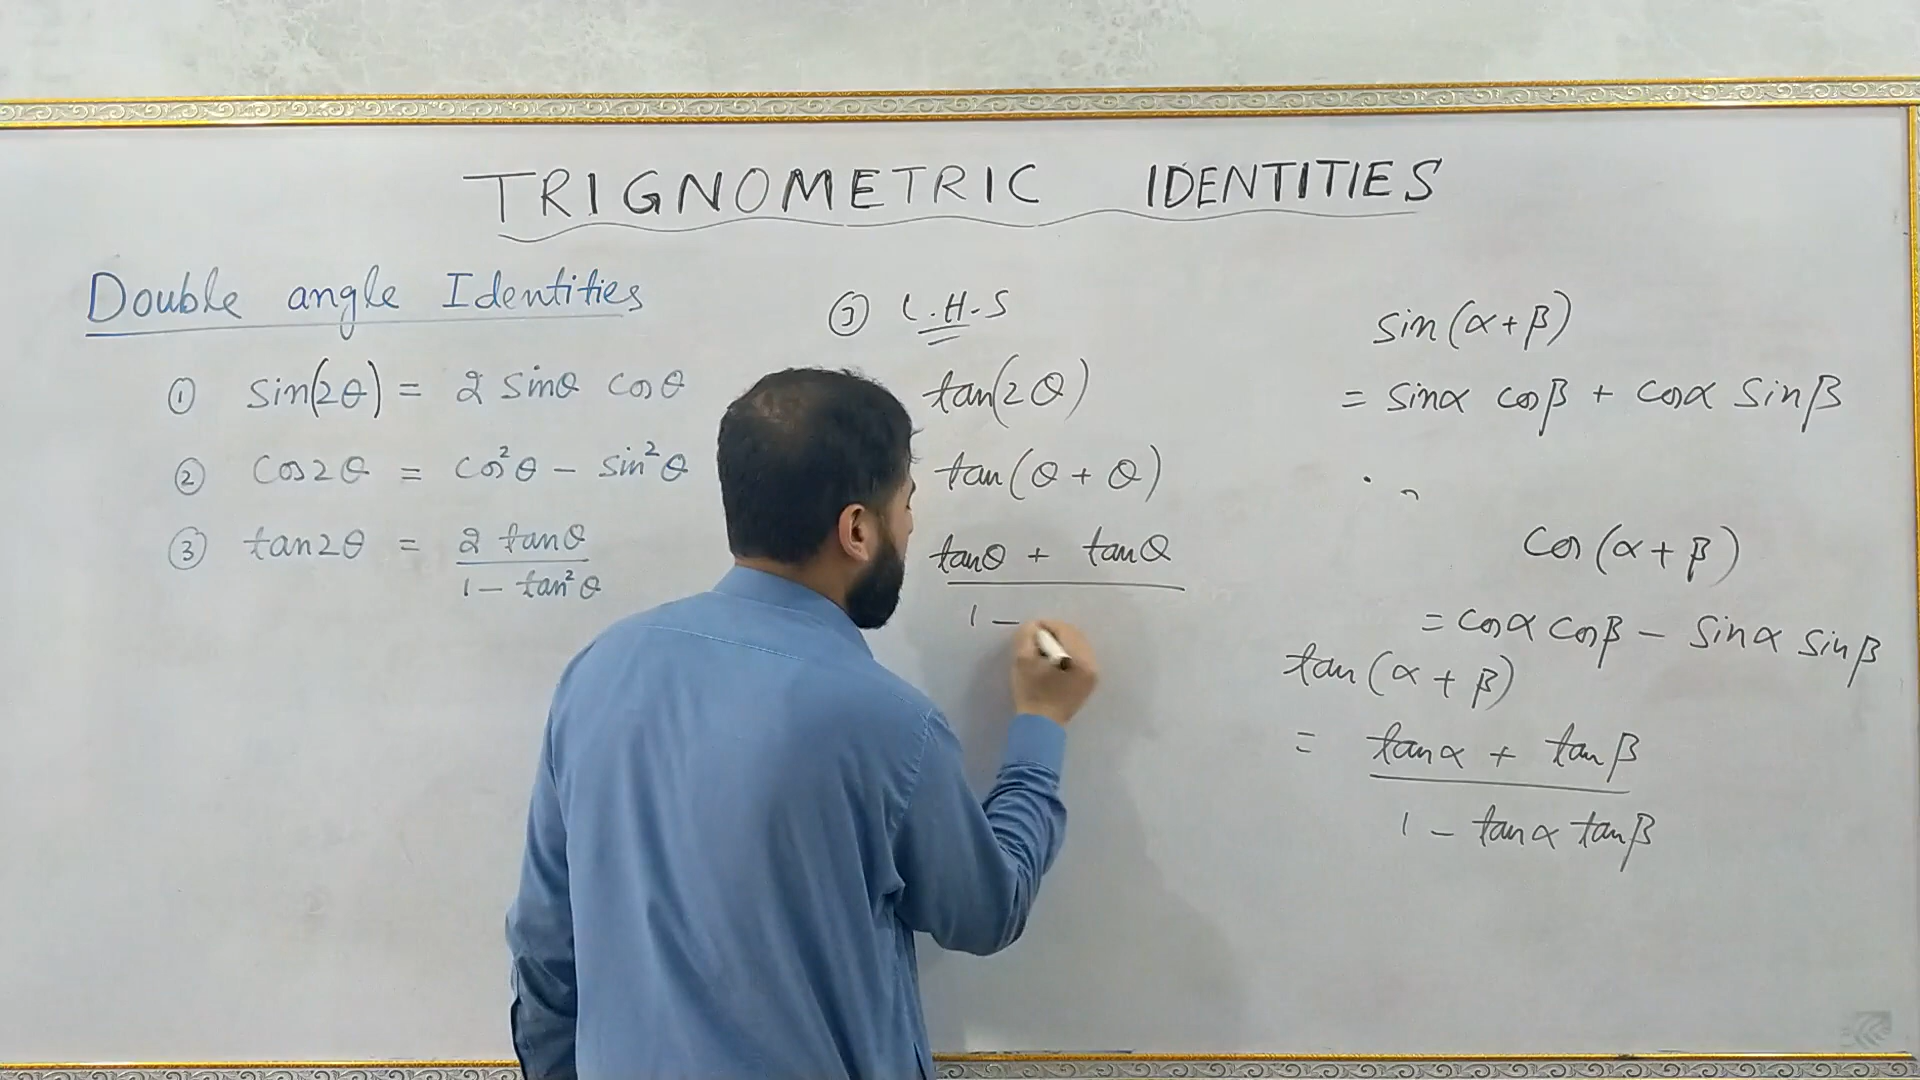 TRIGNOMETRIC IDENTITIES
Double angle Identities
① sin(2θ) = 2 sinθ cosθ
② cos2θ = cos²θ - sin²θ
③ tan2θ = 2 tanθ
1 - tan²θ
③ L.H.S
tan(2θ)
tan(θ + θ)
tanθ + tanθ
1 -
sin(α+β)
= sinα cosβ + cosα sinβ
cos(α+β)
= cosα cosβ - sinα sinβ
tan(α+β)
= tanα + tanβ
1 - tanα tanβ